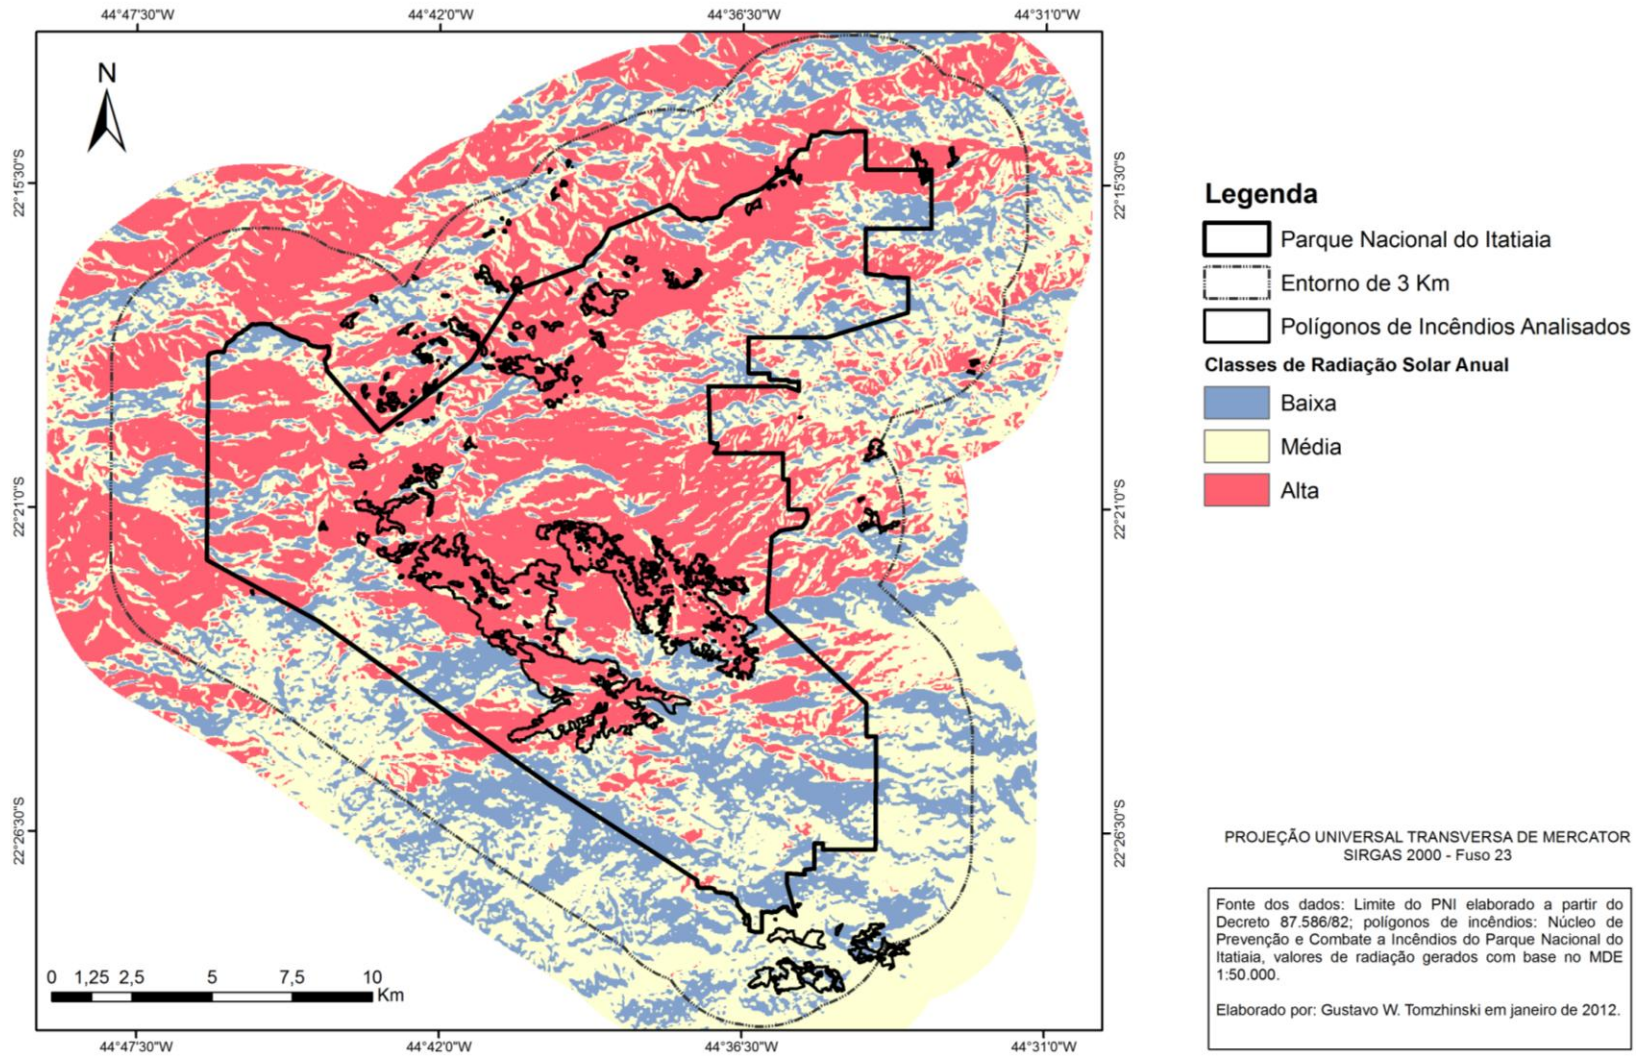 44°47'30"W 44°42'0"W 44°36'30"W 44°31'0"W
N
22°15'30"S
22°15'30"S
22°21'0"S
22°21'0"S
22°26'30"S
22°26'30"S
Legenda
Parque Nacional do Itatiaia
Entorno de 3 Km
Polígonos de Incêndios Analisados
Classes de Radiação Solar Anual
Baixa
Média
Alta
PROJEÇÃO UNIVERSAL TRANSVERSA DE MERCATOR
SIRGAS 2000 - Fuso 23
Fonte dos dados: Limite do PNI elaborado a partir do
Decreto 87.586/82; polígonos de incêndios: Núcleo de
Prevenção e Combate a Incêndios do Parque Nacional do
Itatiaia, valores de radiação gerados com base no MDE
1:50.000.
Elaborado por: Gustavo W. Tomzhinski em janeiro de 2012.
0 1,25 2,5 5 7,5 10
Km
44°47'30"W 44°42'0"W 44°36'30"W 44°31'0"W